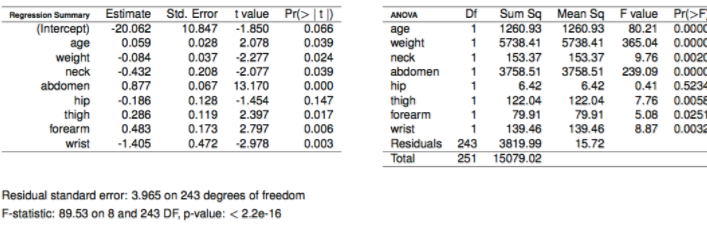 Regression Summary Estimate Std. Error t value Pr(> | t |)
(Intercept) -20.062 10.847 -1.850 0.066
age 0.059 0.028 2.078 0.039
weight -0.084 0.037 -2.277 0.024
neck -0.432 0.208 -2.077 0.039
abdomen 0.877 0.067 13.170 0.000
hip -0.186 0.128 -1.454 0.147
thigh 0.286 0.119 2.397 0.017
forearm 0.483 0.173 2.797 0.006
wrist -1.405 0.472 -2.978 0.003
ANOVA Df Sum Sq Mean Sq F value Pr(>F)
age 1 1260.93 1260.93 80.21 0.0000
weight 1 5738.41 5738.41 365.04 0.0000
neck 1 153.37 153.37 9.76 0.0020
abdomen 1 3758.51 3758.51 239.09 0.0000
hip 1 6.42 6.42 0.41 0.5234
thigh 1 122.04 122.04 7.76 0.0058
forearm 1 79.91 79.91 5.08 0.0251
wrist 1 139.46 139.46 8.87 0.0032
Residuals 243 3819.99 15.72
Total 251 15079.02
Residual standard error: 3.965 on 243 degrees of freedom
F-statistic: 89.53 on 8 and 243 DF, p-value: < 2.2e-16